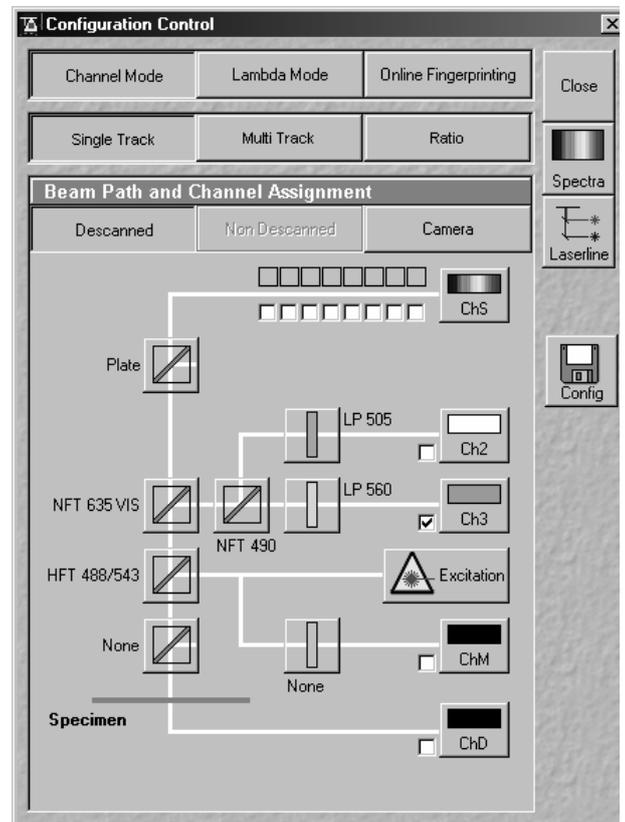 Configuration Control
Channel Mode Lambda Mode Online Fingerprinting
Close
Single Track Multi Track Ratio
Spectra
Beam Path and Channel Assignment
Descanned Non Descanned Camera
Laserline
ChS
Plate
Config
LP 505
Ch2
LP 560
NFT 635 VIS
Ch3
NFT 490
HFT 488/543
Excitation
None
ChM
None
Specimen
ChD